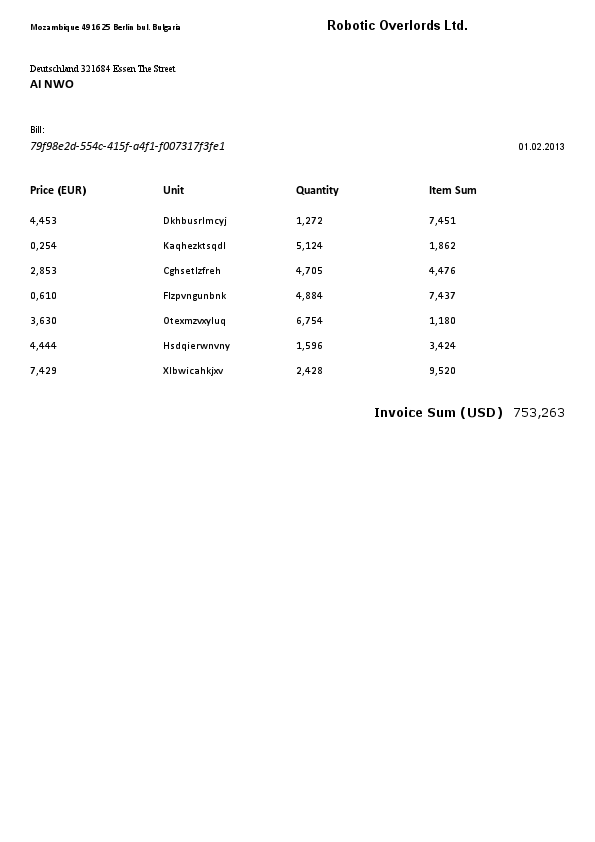 Mozambique 491625 Berlin bul. Bulgaria Robotic Overlords Ltd.
Deutschland 321684 Essen The Street
AI NWO
Bill:
79f98e2d-554c-415f-a4f1-f007317f3fe1 01.02.2013
Price (EUR) Unit Quantity Item Sum
4,453 Dkhbusrlmcyj 1,272 7,451
0,254 Kaqhezktsqdl 5,124 1,862
2,853 Cghsetlzfreh 4,705 4,476
0,610 Flzpvngunbnk 4,884 7,437
3,630 Otexmzvxyluq 6,754 1,180
4,444 Hsdqierwnvny 1,596 3,424
7,429 Xlbwicahkjxv 2,428 9,520
Invoice Sum (USD) 753,263